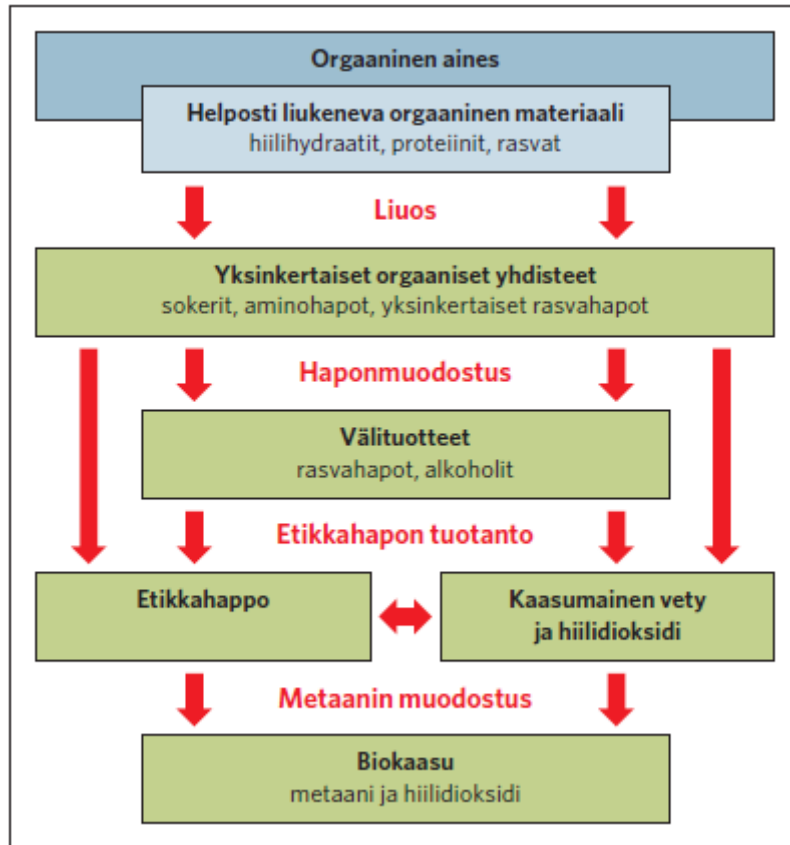 Orgaaninen aines
Helposti liukeneva orgaaninen materiaali
hiilihydraatit, proteiinit, rasvat
Liuos
Yksinkertaiset orgaaniset yhdisteet
sokerit, aminohapot, yksinkertaiset rasvahapot
Haponmuodostus
Välituotteet
rasvahapot, alkoholit
Etikkahapon tuotanto
Etikkahappo
Kaasumainen vety
ja hiilidioksidi
Metaanin muodostus
Biokaasu
metaani ja hiilidioksidi